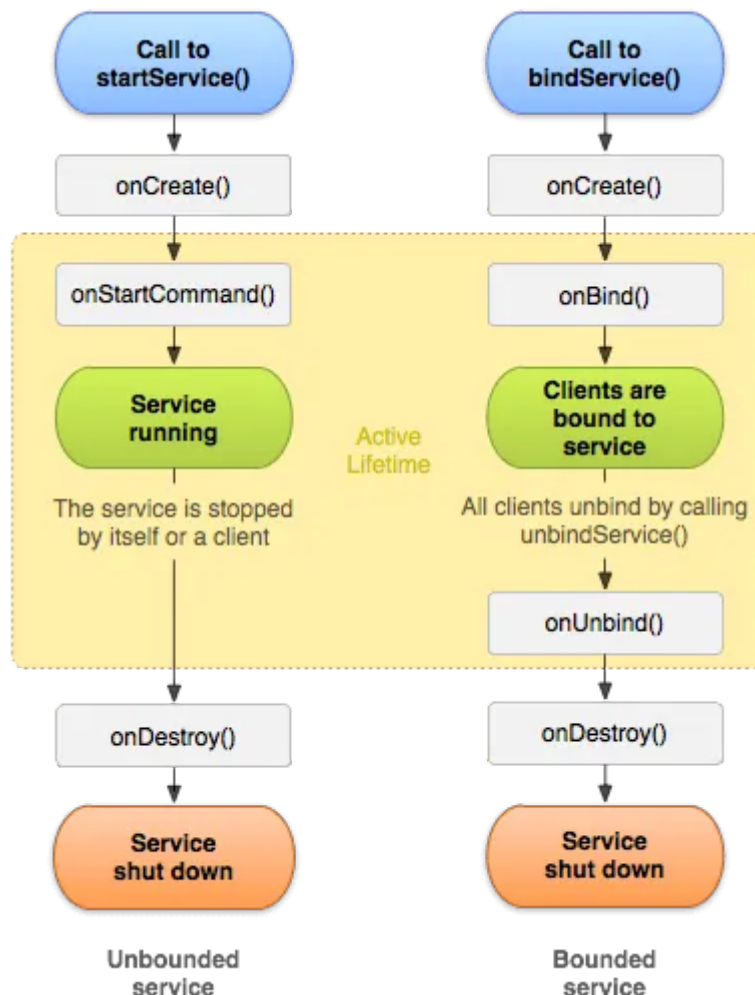 Call to
startService()
onCreate()
onStartCommand()
Service
running
The service is stopped
by itself or a client
onDestroy()
Service
shut down
Unbounded
service
Active
Lifetime
Call to
bindService()
onCreate()
onBind()
Clients are
bound to
service
All clients unbind by calling
unbindService()
onUnbind()
onDestroy()
Service
shut down
Bounded
service